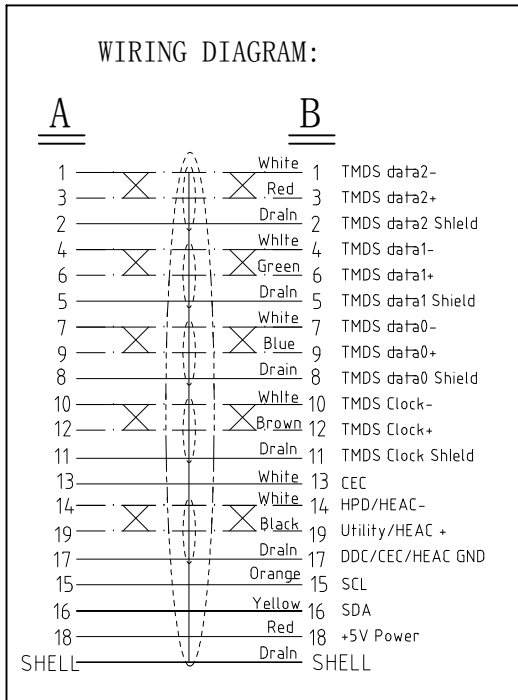 WIRING DIAGRAM:
A B
1 White 1 TMDS data2-
3 Red 3 TMDS data2+
2 DraIn 2 TMDS data2 ShIeld
4 WhIte 4 TMDS data1-
6 Green 6 TMDS data1+
5 DraIn 5 TMDS data1 Shield
7 White 7 TMDS data0-
9 Blue 9 TMDS data0+
8 Drain 8 TMDS data0 Shield
10 WhIte 10 TMDS Clock-
12 Brown 12 TMDS Clock+
11 DraIn 11 TMDS Clock ShIeld
13 White 13 CEC
14 White 14 HPD/HEAC-
19 Black 19 Utility/HEAC +
17 DraIn 17 DDC/CEC/HEAC GND
15 Orange 15 SCL
16 Yellow 16 SDA
18 Red 18 +5V Power
SHELL DraIn SHELL